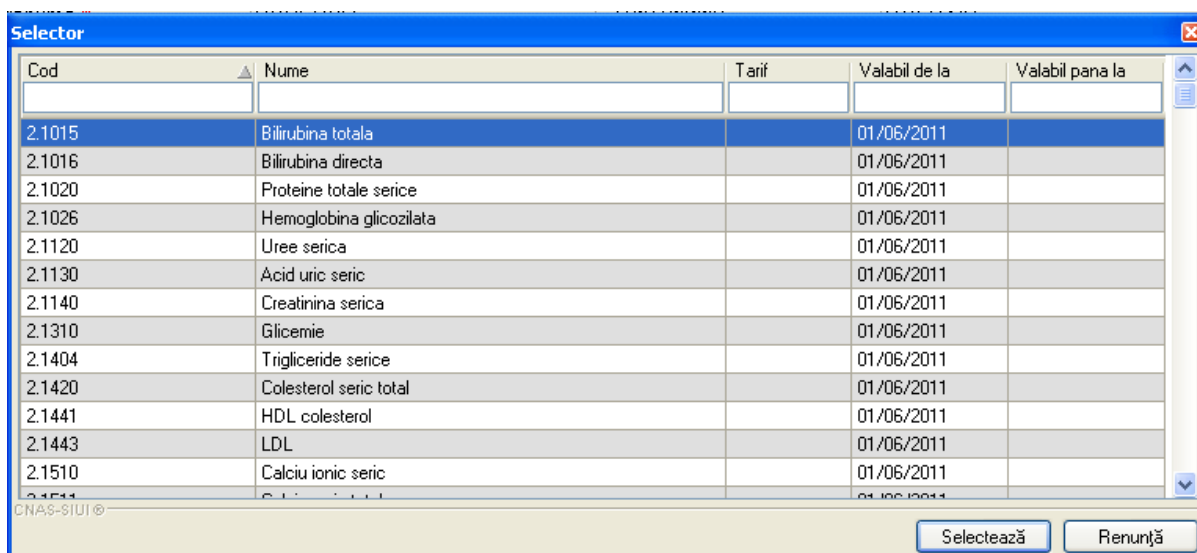 Selector
Cod Nume Tarif Valabil de la Valabil pana la
2.1015 Bilirubina totala 01/06/2011
2.1016 Bilirubina directa 01/06/2011
2.1020 Proteine totale serice 01/06/2011
2.1026 Hemoglobina glicozilata 01/06/2011
2.1120 Uree serica 01/06/2011
2.1130 Acid uric seric 01/06/2011
2.1140 Creatinina serica 01/06/2011
2.1310 Glicemie 01/06/2011
2.1404 Trigliceride serice 01/06/2011
2.1420 Colesterol seric total 01/06/2011
2.1441 HDL colesterol 01/06/2011
2.1443 LDL 01/06/2011
2.1510 Calciu ionic seric 01/06/2011
CNAS-SIUI®
Selectează Renunţă